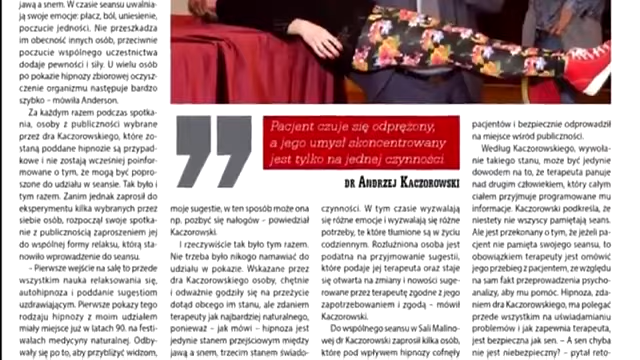 jawą a snem. W czasie seansu uwalnia-
ją swoje emocje: płacz, ból, uniesienie,
poczucie jedności. Nie przeszkadza
im obecność innych osób, przeciwnie
poczucie wspólnego uczestnictwa
dodaje pewności i siły. U wielu osób
po pokazie hipnozy zbiorowej oczysz-
czenie organizmu następuje bardzo
szybko – mówiła Anderson.
Za każdym razem podczas spotka-
nia, osoby z publiczności wybrane
przez dra Kaczorowskiego, które zo-
staną poddane hipnozie są przypad-
kowe i nie zostają wcześniej poinfor-
mowane o tym, że mogą być popro-
szone do udziału w seansie. Tak było i
tym razem. Zanim jednak zaprosił do
eksperymentu kilka wybranych przez
siebie osób, rozpoczął swoje spotka-
nie z publicznością zaproszeniem jej
do wspólnej formy relaksu, którą sta-
nowiło wprowadzenie do seansu.
– Pierwsze wejście na salę to przede
wszystkim nauka relaksowania się,
autohipnoza i poddanie sugestiom
uzdrawiającym. Pierwsze pokazy tego
rodzaju hipnozy z moim udziałem
miały miejsce już w latach 90. na festi-
walach medycyny naturalnej. Odby-
wały się po to, aby przybliżyć widzom,
Pacjent czuje się odprężony,
a jego umysł skoncentrowany
jest tylko na jednej czynności
DR ANDRZEJ KACZOROWSKI
moje sugestie, w ten sposób może ona
np. pozbyć się nałogów – powiedział
Kaczorowski.
I rzeczywiście tak było tym razem.
Nie trzeba było nikogo namawiać do
udziału w pokazie. Wskazane przez
dra Kaczorowskiego osoby, chętnie
i odważnie godziły się na przeżycie
dotąd obcego im stanu, ale zdaniem
terapeuty jak najbardziej naturalnego,
ponieważ – jak mówi – hipnoza jest
jedynie stanem przejściowym między
jawą a snem, trzecim stanem świado-
czynności. W tym czasie wyzwalają
się różne emocje i wyzwalają się różne
potrzeby, te które tłumione są w życiu
codziennym. Rozluźniona osoba jest
podatna na przyjmowanie sugestii,
które podaje jej terapeuta oraz staje
się otwarta na zmiany i nowości suge-
rowane przez terapeutę zgodne z jego
zapotrzebowaniem i zgodą – mówił
Kaczorowski.
Do wspólnego seansu w Sali Malino-
wej dr Kaczorowski zaprosił kilka osób,
które pod wpływem hipnozy cofnęły
pacjentów i bezpiecznie odprowadził
na miejsce wśród publiczności.
Według Kaczorowskiego, wywoła-
nie takiego stanu, może być jedynie
dowodem na to, że terapeuta panuje
nad drugim człowiekiem, który całym
ciałem przyjmuje programowane mu
informacje. Kaczorowski podkreśla, że
niestety nie wszyscy pamiętają seans.
Ale jest przekonany o tym, że jeżeli pa-
cjent nie pamięta swojego seansu, to
obowiązkiem terapeuty jest omówić
jego przebieg z pacjentem, ze względu
na sam fakt przeprowadzenia psycho-
analizy, aby mu pomóc. Hipnoza, zda-
niem dra Kaczorowskiego, ma polegać
przede wszystkim na uświadamianiu
problemów i jak zapewnia terapeuta,
jest bezpieczna jak sen. – A sen chyba
nie jest niebezpieczny? – pytał reto-